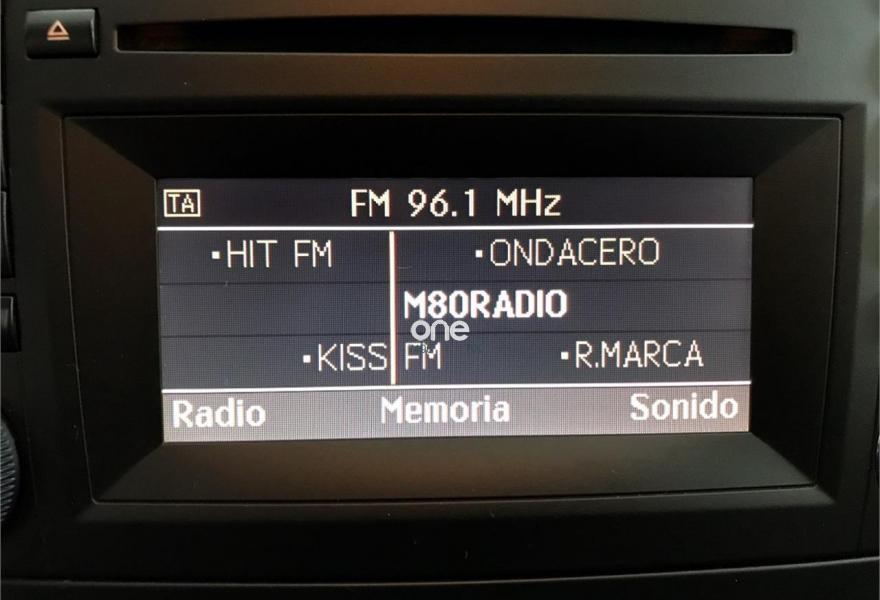 TA FM 96.1 MHz
HIT FM ONDACERO
M80RADIO
one
KISS FM R.MARCA
Radio Memoria Sonido